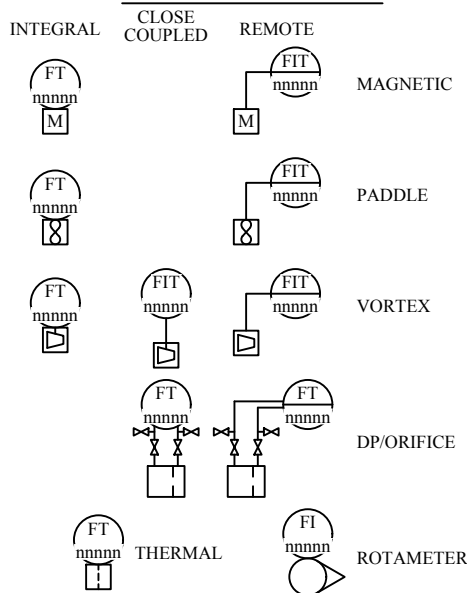 INTEGRAL
CLOSE
COUPLED
REMOTE
FT
nnnnn
M
FIT
nnnnn
M
MAGNETIC
FT
nnnnn
FIT
nnnnn
PADDLE
FT
nnnnn
FIT
nnnnn
FIT
nnnnn
VORTEX
FT
nnnnn
FT
nnnnn
DP/ORIFICE
FT
nnnnn
THERMAL
FI
nnnnn
ROTAMETER